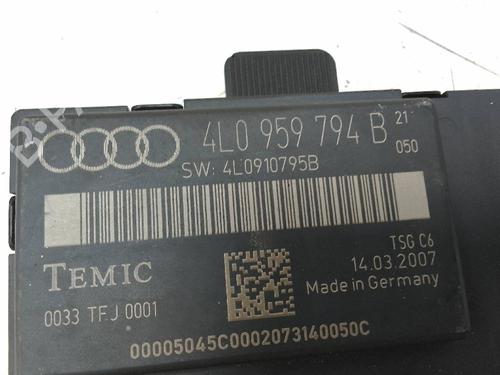 4L0 959 794 B 21
050
SW: 4L0910795B
TEMIC
TSG C6
14.03.2007
0033 TFJ 0001
Made in Germany
00005045C0002073140050C